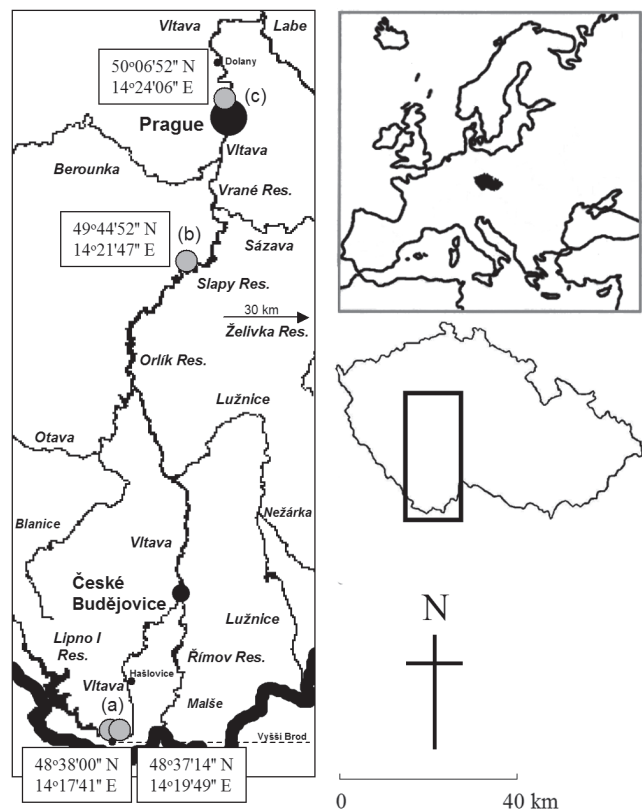 Vltava
Labe
Dolany
50°06'52" N
14°24'06" E
(c)
Prague
Vltava
Berounka
Vrané Res.
49°44'52" N
14°21'47" E
(b)
Sázava
Slapy Res.
30 km
Želivka Res.
Orlík Res.
Lužnice
Otava
Blanice
Nežárka
Vltava
České
Budějovice
Lužnice
Lipno I
Res.
Římov Res.
Hašlovice
Vltava
(a)
Malše
Vyšší Brod
48°38'00" N
14°17'41" E
48°37'14" N
14°19'49" E
N
0
40 km